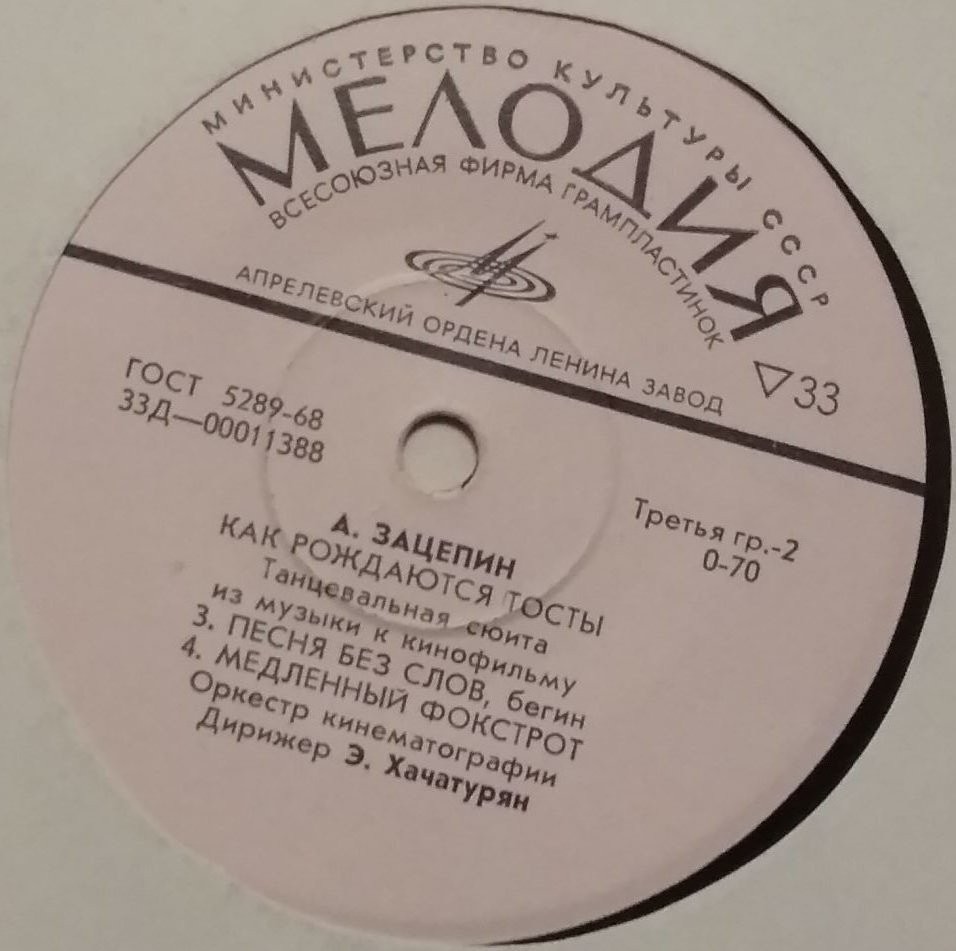 МИНИСТЕРСТВО КУЛЬТУРЫ СССР
МЕЛОДИЯ
ВСЕСОЮЗНАЯ ФИРМА ГРАМПЛАСТИНОК
АПРЕЛЕВСКИЙ ОРДЕНА ЛЕНИНА ЗАВОД
▽33
ГОСТ 5289-68
33Д—00011388
Третья гр.-2
0-70
А. ЗАЦЕПИН
КАК РОЖДАЮТСЯ ТОСТЫ
Танцевальная сюита
из музыки к кинофильму
3. ПЕСНЯ БЕЗ СЛОВ, бегин
4. МЕДЛЕННЫЙ ФОКСТРОТ
Оркестр кинематографии
Дирижер Э. Хачатурян